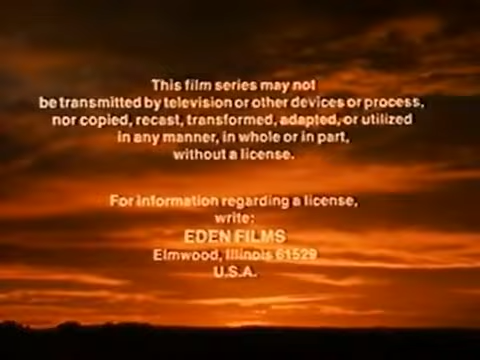 This film series may not
be transmitted by television or other devices or process,
nor copied, recast, transformed, adapted, or utilized
in any manner, in whole or in part,
without a license.
For information regarding a license,
write:
EDEN FILMS
Elmwood, Illinois 61529
U.S.A.